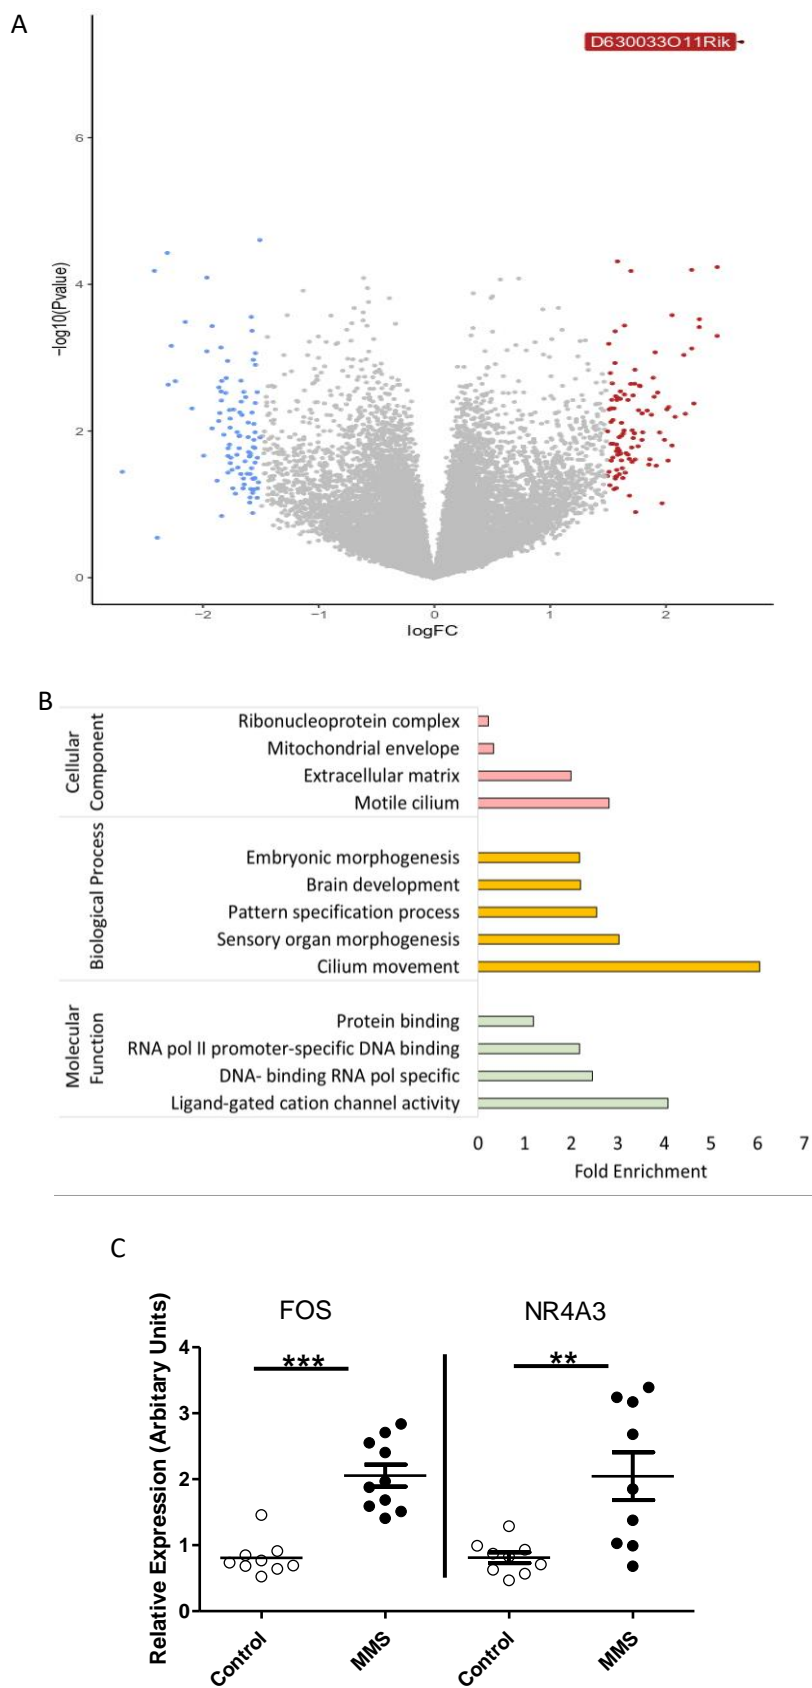 A
D630033O11Rik
6
4
2
0
−log10(Pvalue)
−2 −1 0 1 2
logFC
B
Cellular
Component
Ribonucleoprotein complex
Mitochondrial envelope
Extracellular matrix
Motile cilium
Biological Process
Embryonic morphogenesis
Brain development
Pattern specification process
Sensory organ morphogenesis
Cilium movement
Molecular
Function
Protein binding
RNA pol II promoter-specific DNA binding
DNA- binding RNA pol specific
Ligand-gated cation channel activity
0 1 2 3 4 5 6 7
Fold Enrichment
C
FOS NR4A3
Relative Expression (Arbitary Units)
4
3
2
1
0
*** **
Control MMS Control MMS